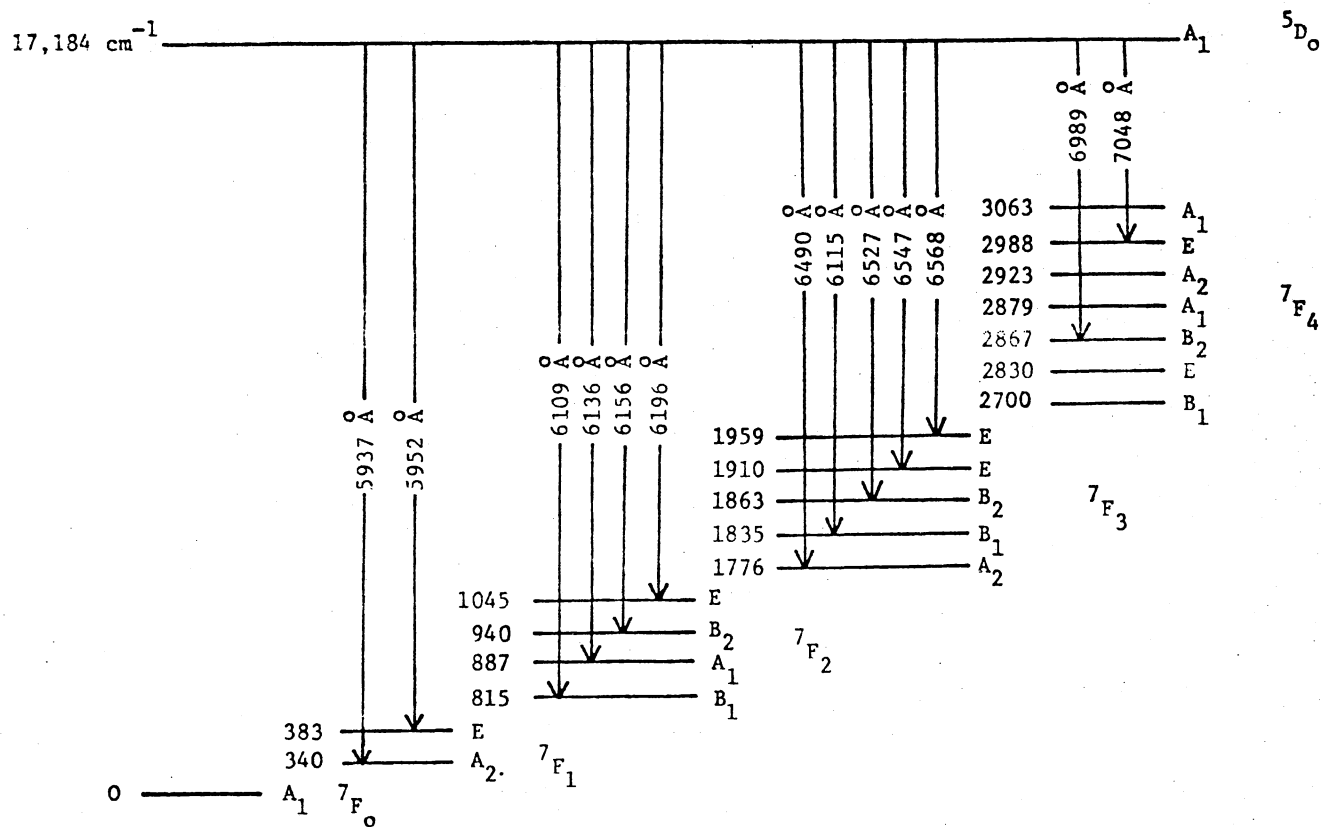 17,184 cm⁻¹ A₁ ⁵D₀
5937 Å
5952 Å
6109 Å
6136 Å
6156 Å
6196 Å
6490 Å
6115 Å
6527 Å
6547 Å
6568 Å
6989 Å
7048 Å
3063 A₁
2988 E
2923 A₂
2879 A₁
⁷F₄
2867 B₂
2830 E
2700 B₁
1959 E
1910 E
1863 B₂
⁷F₃
1835 B₁
1776 A₂
1045 E
940 B₂
⁷F₂
887 A₁
815 B₁
383 E
340 A₂.
⁷F₁
0 A₁ ⁷F₀